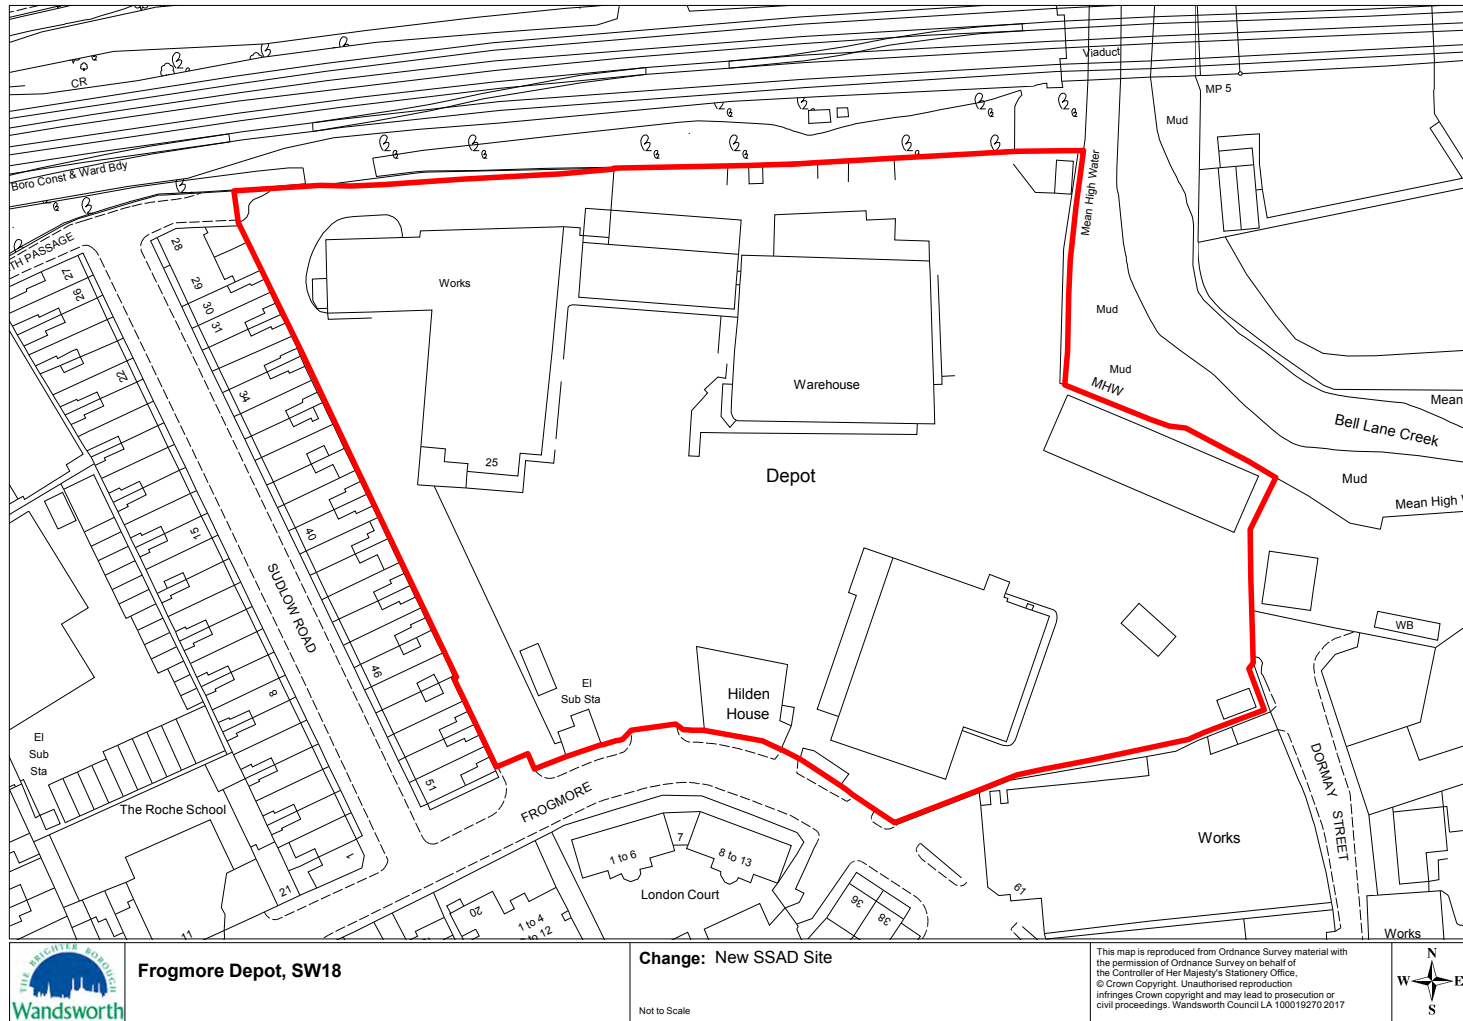 Viaduct
CR
MP 5
Mud
Boro Const & Ward Bdy
Mean High Water
TH PASSAGE
28
27
26
29
30
31
Works
Mud
Warehouse
Mud
MHW
22
34
Mean
Bell Lane Creek
25
Depot
Mud
Mean High
15
40
SUDLOW ROAD
WB
46
El
Sub Sta
Hilden
House
8
El
Sub
Sta
DORMAY STREET
51
FROGMORE
The Roche School
7
Works
1 to 6
8 to 13
1
21
London Court
61
36
38
20
1 to 4
to 12
11
Works
THE BRIGHTER BOROUGH
Wandsworth
Frogmore Depot, SW18
Change: New SSAD Site
Not to Scale
This map is reproduced from Ordnance Survey material with
the permission of Ordnance Survey on behalf of
the Controller of Her Majesty's Stationery Office,
© Crown Copyright. Unauthorised reproduction
infringes Crown copyright and may lead to prosecution or
civil proceedings. Wandsworth Council LA 100019270 2017
N
W E
S